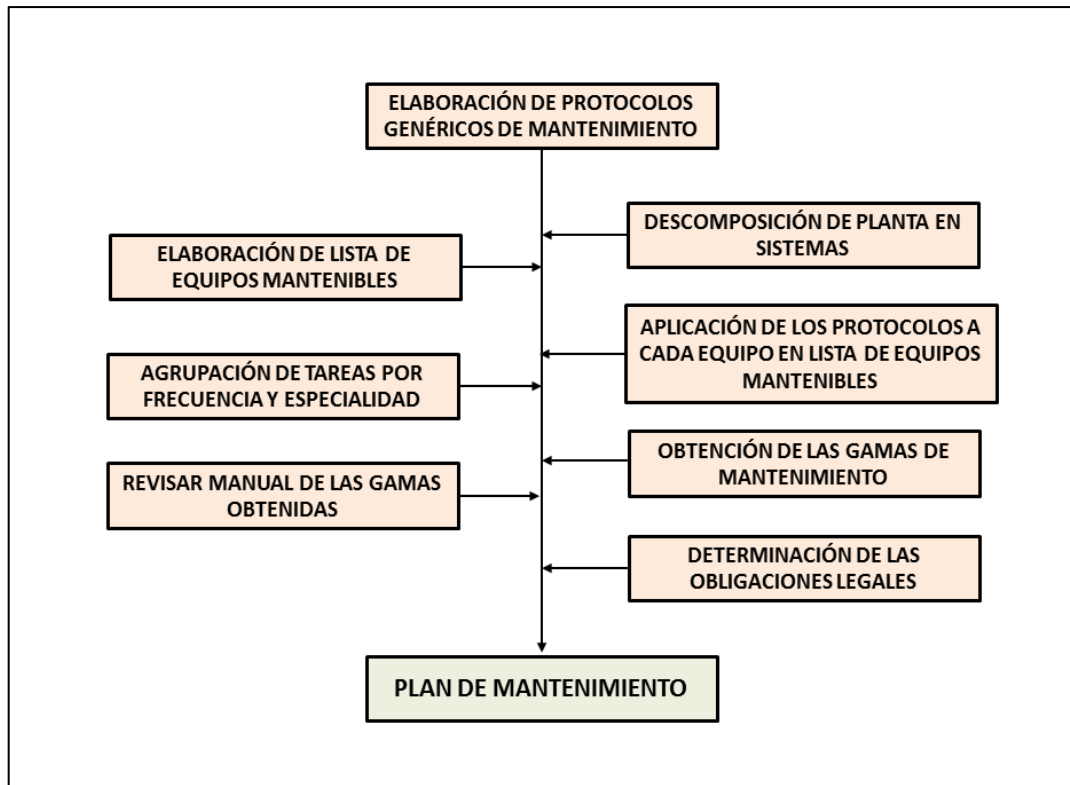 ELABORACIÓN DE PROTOCOLOS
GENÉRICOS DE MANTENIMIENTO
DESCOMPOSICIÓN DE PLANTA EN
SISTEMAS
ELABORACIÓN DE LISTA DE
EQUIPOS MANTENIBLES
APLICACIÓN DE LOS PROTOCOLOS A
CADA EQUIPO EN LISTA DE EQUIPOS
MANTENIBLES
AGRUPACIÓN DE TAREAS POR
FRECUENCIA Y ESPECIALIDAD
OBTENCIÓN DE LAS GAMAS DE
MANTENIMIENTO
REVISAR MANUAL DE LAS GAMAS
OBTENIDAS
DETERMINACIÓN DE LAS
OBLIGACIONES LEGALES
PLAN DE MANTENIMIENTO